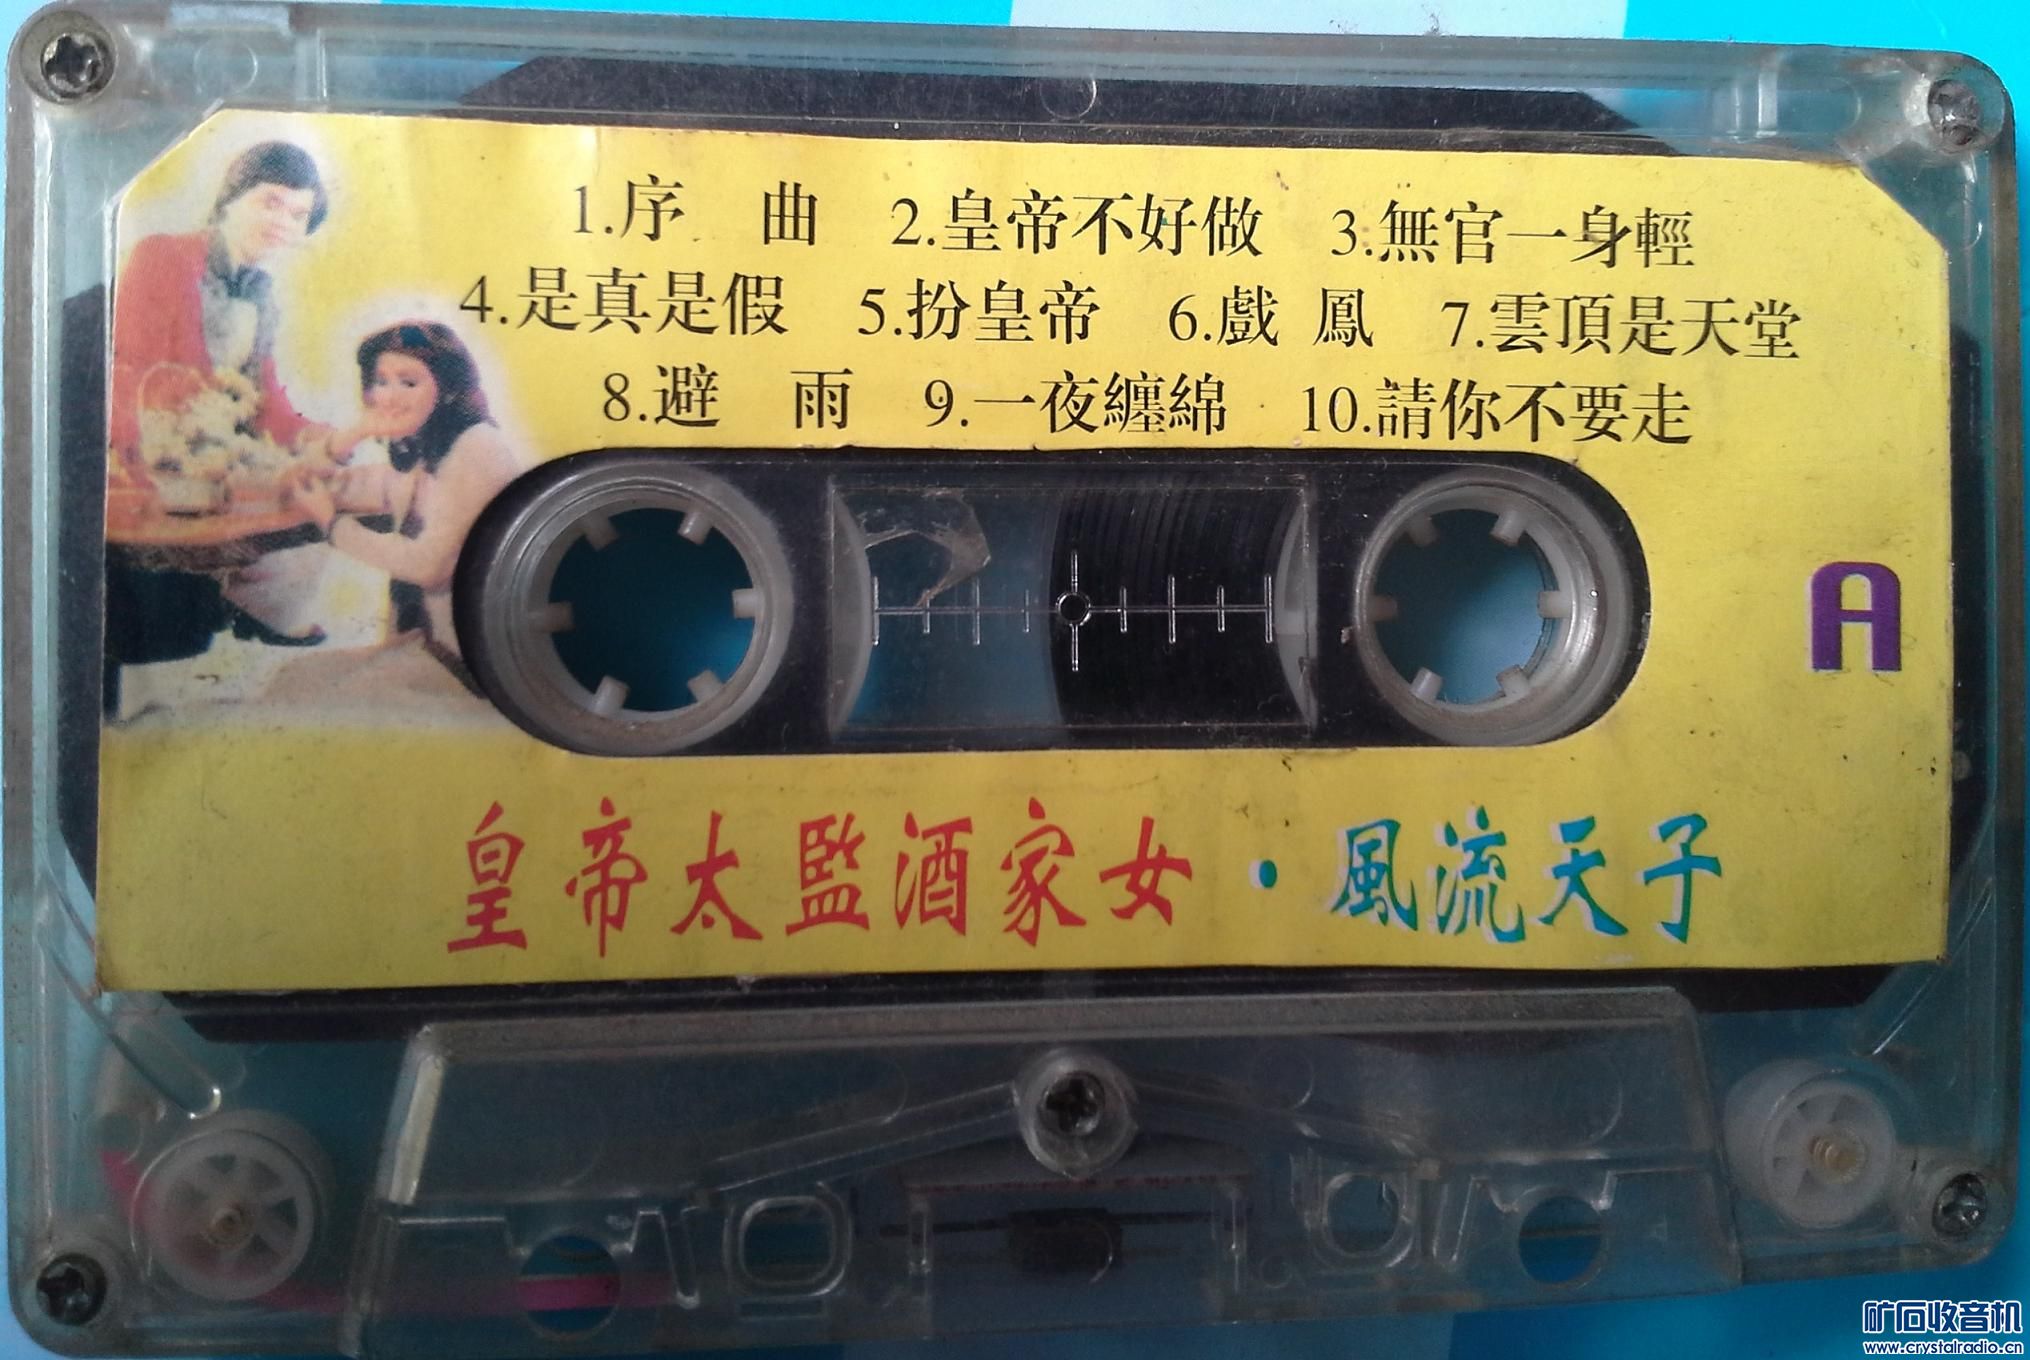 1.序　曲　2.皇帝不好做　3.無官一身輕
4.是真是假　5.扮皇帝　6.戲 鳳　7.雲頂是天堂
8.避　雨　9.一夜纏綿　10.請你不要走
A
皇帝太監酒家女·風流天子
矿石收音机
www.crystalradio.cn